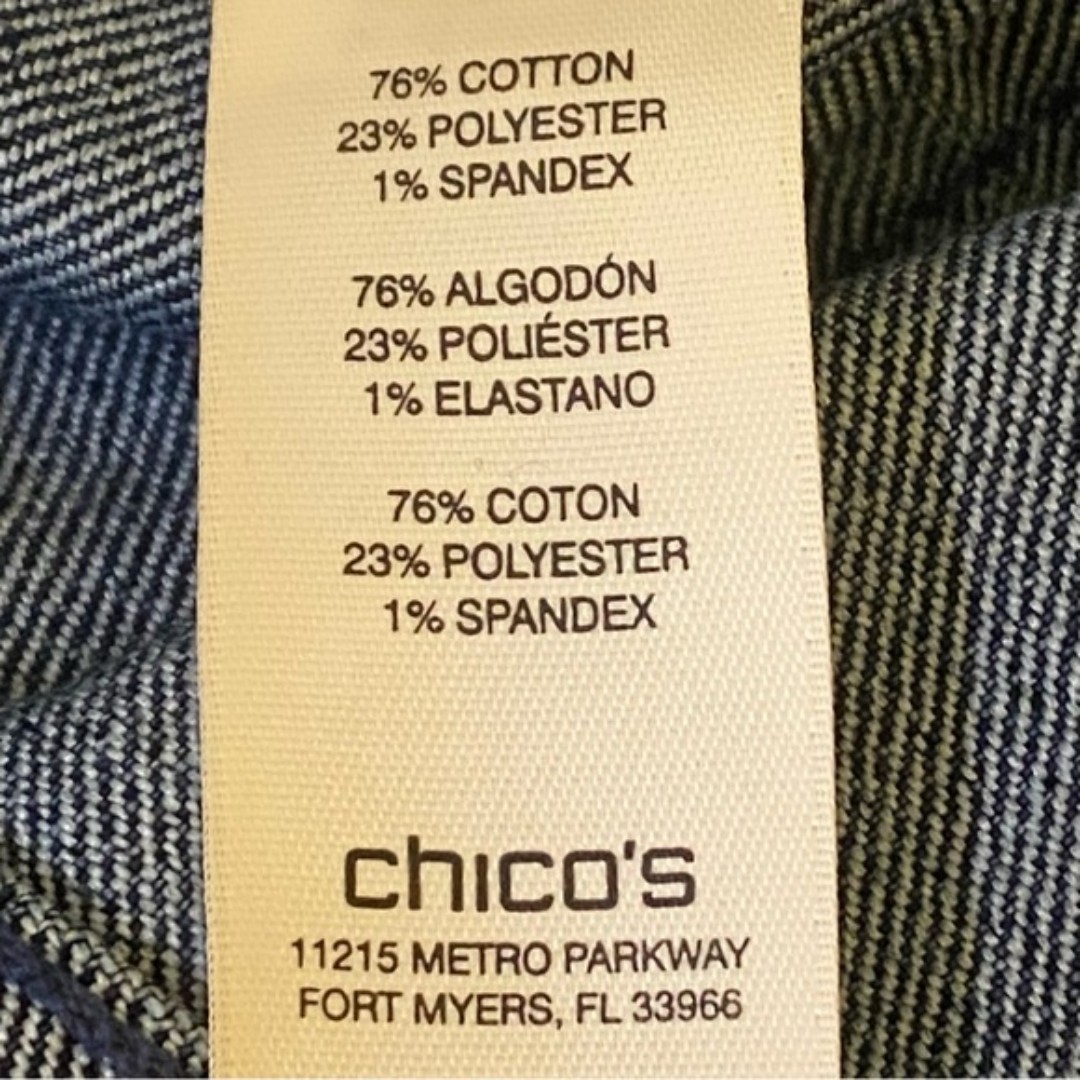 76% COTTON
23% POLYESTER
1% SPANDEX
76% ALGODÓN
23% POLIÉSTER
1% ELASTANO
76% COTON
23% POLYESTER
1% SPANDEX
chico's
11215 METRO PARKWAY
FORT MYERS, FL 33966